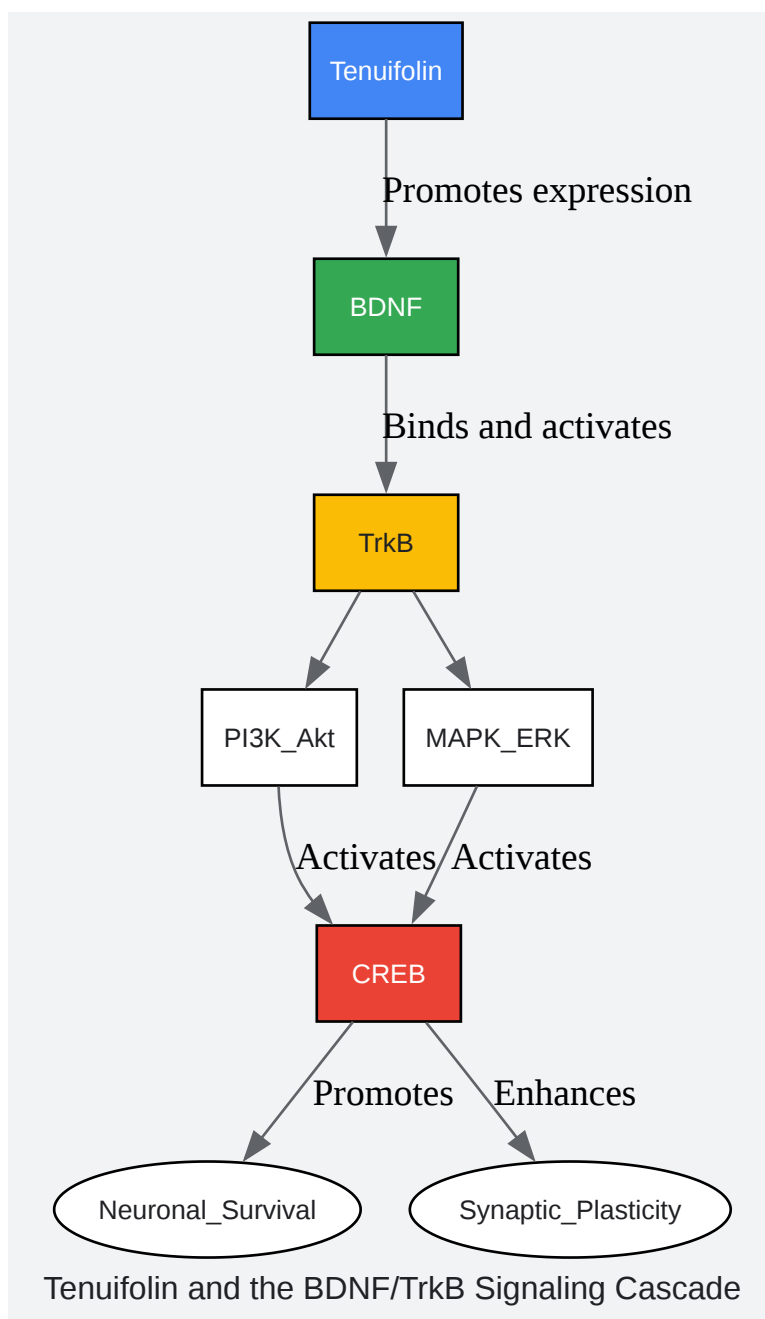 Tenuifolin
Promotes expression
BDNF
Binds and activates
TrkB
PI3K_Akt
MAPK_ERK
Activates
Activates
CREB
Promotes
Enhances
Neuronal_Survival
Synaptic_Plasticity
Tenuifolin and the BDNF/TrkB Signaling Cascade